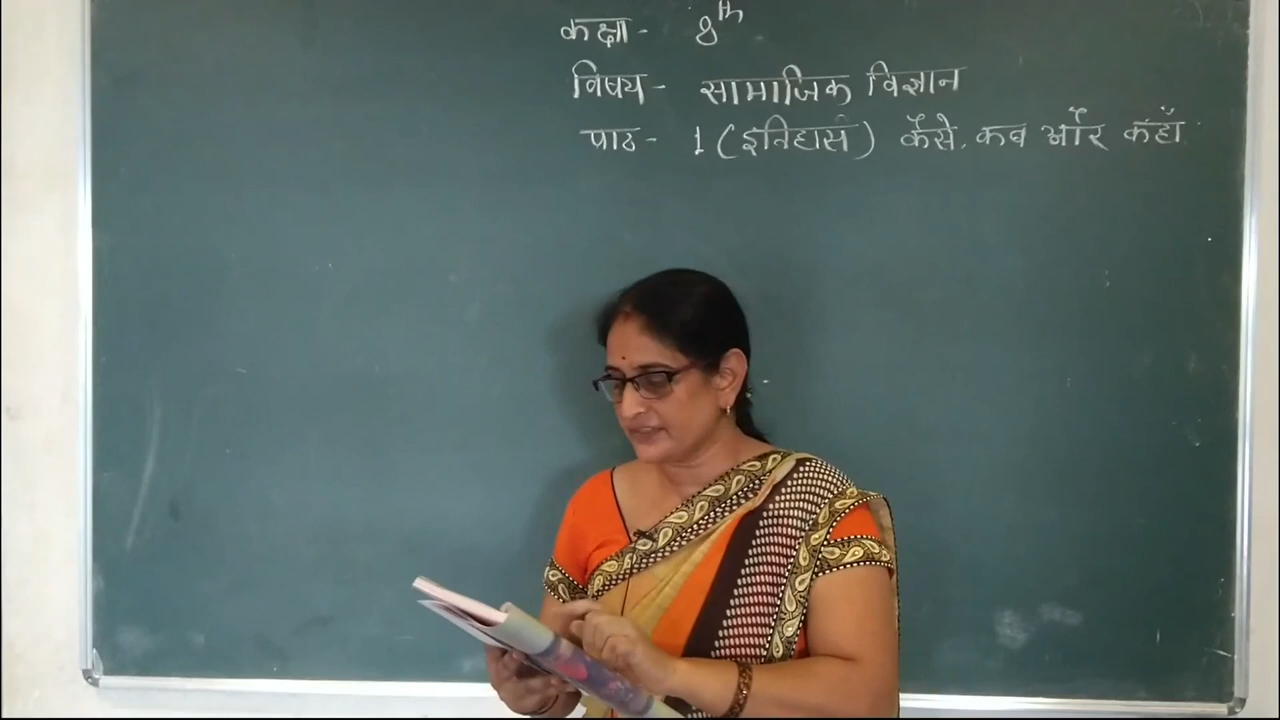 कक्षा- 8th
विषय- सामाजिक विज्ञान
पाठ- 1 (इतिहास) कैसे, कब और कहाँ